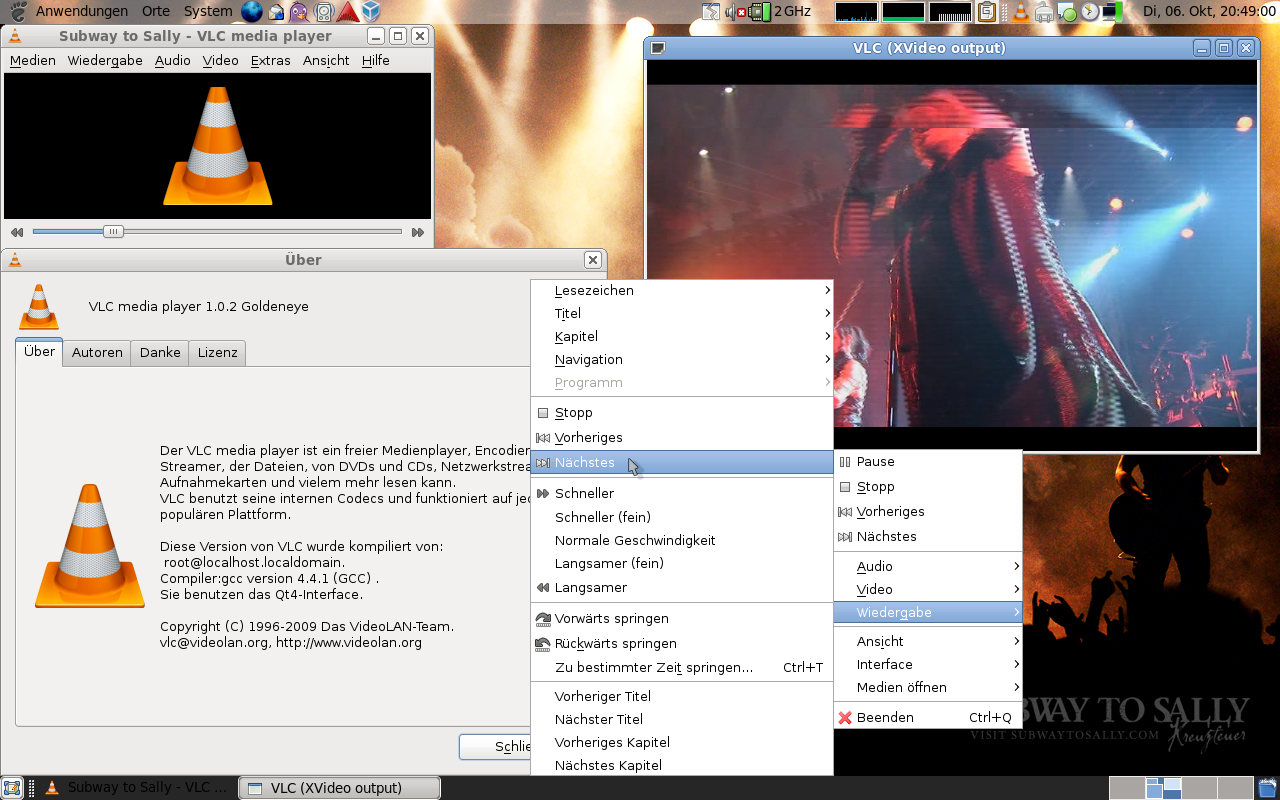 Anwendungen Orte System
2 GHz
Di, 06. Okt, 20:49:00
Subway to Sally - VLC media player
Medien Wiedergabe Audio Video Extras Ansicht Hilfe
VLC (XVideo output)
Über
VLC media player 1.0.2 Goldeneye
Über Autoren Danke Lizenz
Der VLC media player ist ein freier Medienplayer, Encodier
Streamer, der Dateien, von DVDs und CDs, Netzwerkstrea
Aufnahmekarten und vielem mehr lesen kann.
VLC benutzt seine internen Codecs und funktioniert auf jed
populären Plattform.
Diese Version von VLC wurde kompiliert von:
root@localhost.localdomain.
Compiler:gcc version 4.4.1 (GCC) .
Sie benutzen das Qt4-Interface.
Copyright (C) 1996-2009 Das VideoLAN-Team.
vlc@videolan.org, http://www.videolan.org
Schlie
Lesezeichen
Titel
Kapitel
Navigation
Programm
Stopp
Vorheriges
Nächstes
Schneller
Schneller (fein)
Normale Geschwindigkeit
Langsamer (fein)
Langsamer
Vorwärts springen
Rückwärts springen
Zu bestimmter Zeit springen... Ctrl+T
Vorheriger Titel
Nächster Titel
Vorheriges Kapitel
Nächstes Kapitel
Pause
Stopp
Vorheriges
Nächstes
Audio
Video
Wiedergabe
Ansicht
Interface
Medien öffnen
Beenden Ctrl+Q
BWAY TO SALLY
VISIT SUBWAYTOSALLY.COM Kreuzfeuer
Subway to Sally - VLC ...
VLC (XVideo output)